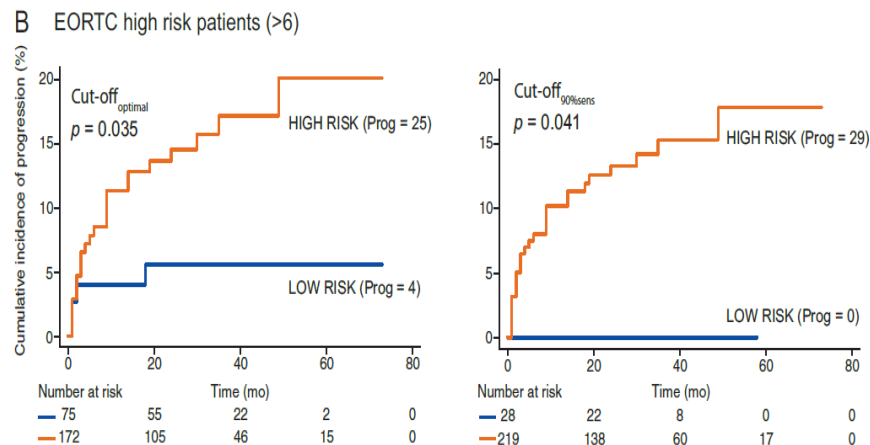 B EORTC high risk patients (>6)
Cumulative incidence of progression (%)
20
15
10
5
0
Cut-off optimal
p = 0.035
HIGH RISK (Prog = 25)
LOW RISK (Prog = 4)
0 20 40 60 80
Number at risk Time (mo)
75 55 22 2 0
172 105 46 15 0
20
15
10
5
0
Cut-off 90%sens
p = 0.041
HIGH RISK (Prog = 29)
LOW RISK (Prog = 0)
0 20 40 60 80
Number at risk Time (mo)
28 22 8 0 0
219 138 60 17 0